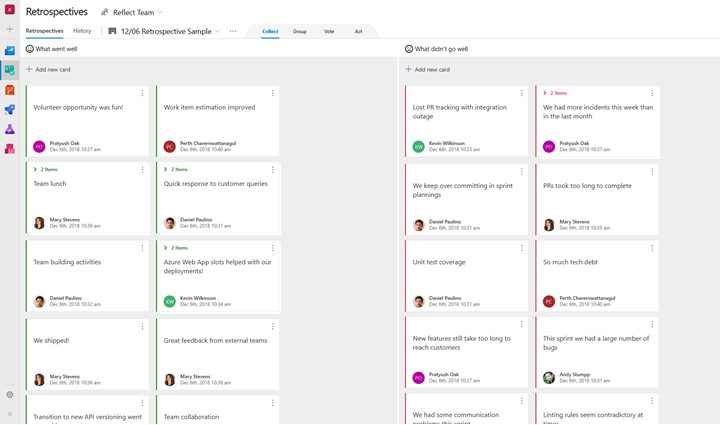 R
Retrospectives
Reflect Team
Retrospectives
History
12/06 Retrospective Sample
Collect
Group
Vote
Act
What went well
What didn't go well
Add new card
Add new card
Volunteer opportunity was fun!
PO
Pratyush Oak
Dec 6th, 2018 10:37 am
Work item estimation improved
PC
Perth Charernwattanagul
Dec 6th, 2018 10:40 am
Lost PR tracking with integration
outage
KW
Kevin Wilkinson
Dec 6th, 2018 10:33 am
2 Items
We had more incidents this week than
in the last month
PO
Pratyush Oak
Dec 6th, 2018 10:37 am
2 Items
Team lunch
Mary Stevens
Dec 6th, 2018 10:36 am
2 Items
Quick response to customer queries
Daniel Paulino
Dec 6th, 2018 10:31 am
We keep over committing in sprint
plannings
Daniel Paulino
Dec 6th, 2018 10:31 am
PRs took too long to complete
Mary Stevens
Dec 6th, 2018 10:35 am
Team building activities
Daniel Paulino
Dec 6th, 2018 10:32 am
2 Items
Azure Web App slots helped with our
deployments!
KW
Kevin Wilkinson
Dec 6th, 2018 10:34 am
Unit test coverage
Daniel Paulino
Dec 6th, 2018 10:31 am
So much tech debt
PC
Perth Charernwattanagul
Dec 6th, 2018 10:40 am
We shipped!
Mary Stevens
Dec 6th, 2018 10:36 am
Great feedback from external teams
Mary Stevens
Dec 6th, 2018 10:36 am
New features still take too long to
reach customers
PO
Pratyush Oak
Dec 6th, 2018 10:37 am
This sprint we had a large number of
bugs
Andy Stumpp
Dec 6th, 2018 10:31 am
Transition to new API versioning went
Team collaboration
We had some communication
problems this sprint
Linting rules seem contradictory at
times